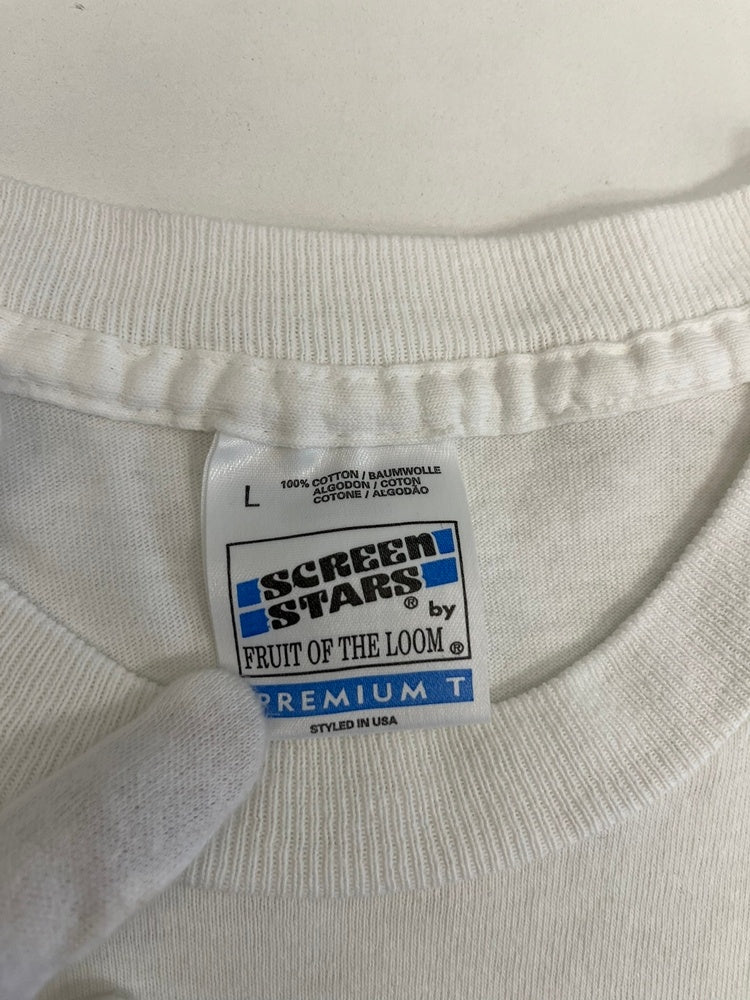 L
100% COTTON / BAUMWOLLE
ALGODON / COTON
COTONE / ALGODÃO
SCREEN
STARS® by
FRUIT OF THE LOOM®
PREMIUM T
STYLED IN USA